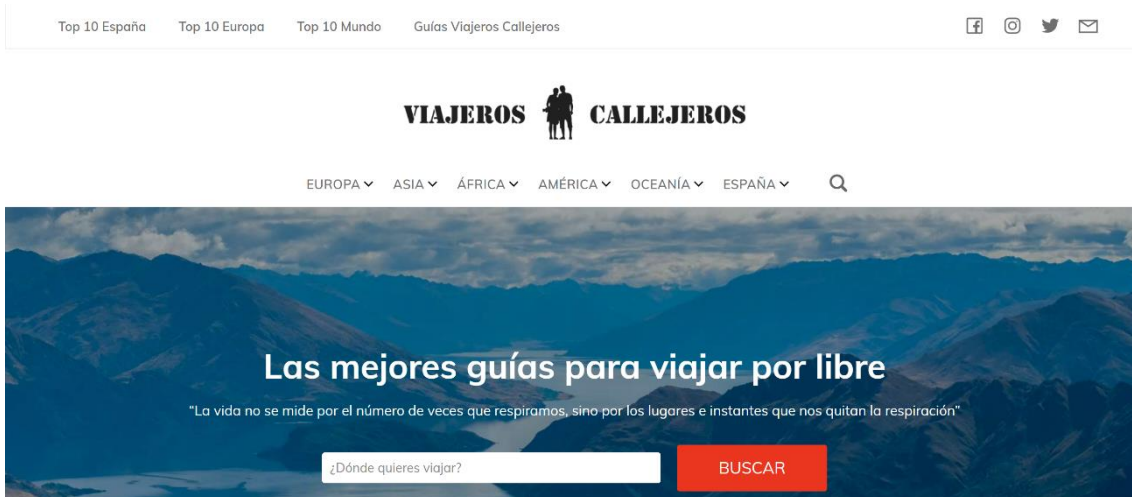 Top 10 España Top 10 Europa Top 10 Mundo Guías Viajeros Callejeros
VIAJEROS CALLEJEROS
EUROPA ASIA ÁFRICA AMÉRICA OCEANÍA ESPAÑA
Las mejores guías para viajar por libre
"La vida no se mide por el número de veces que respiramos, sino por los lugares e instantes que nos quitan la respiración"
¿Dónde quieres viajar? BUSCAR